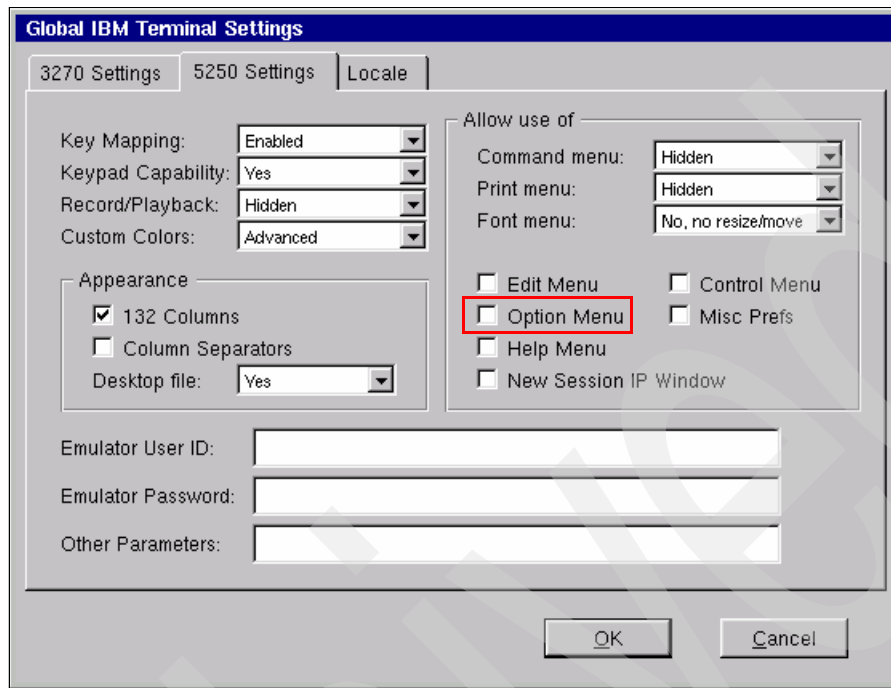 Global IBM Terminal Settings
3270 Settings 5250 Settings Locale
Key Mapping: Enabled
Keypad Capability: Yes
Record/Playback: Hidden
Custom Colors: Advanced
Appearance
132 Columns
Column Separators
Desktop file: Yes
Allow use of
Command menu: Hidden
Print menu: Hidden
Font menu: No, no resize/move
Edit Menu Control Menu
Option Menu Misc Prefs
Help Menu
New Session IP Window
Emulator User ID:
Emulator Password:
Other Parameters:
OK Cancel